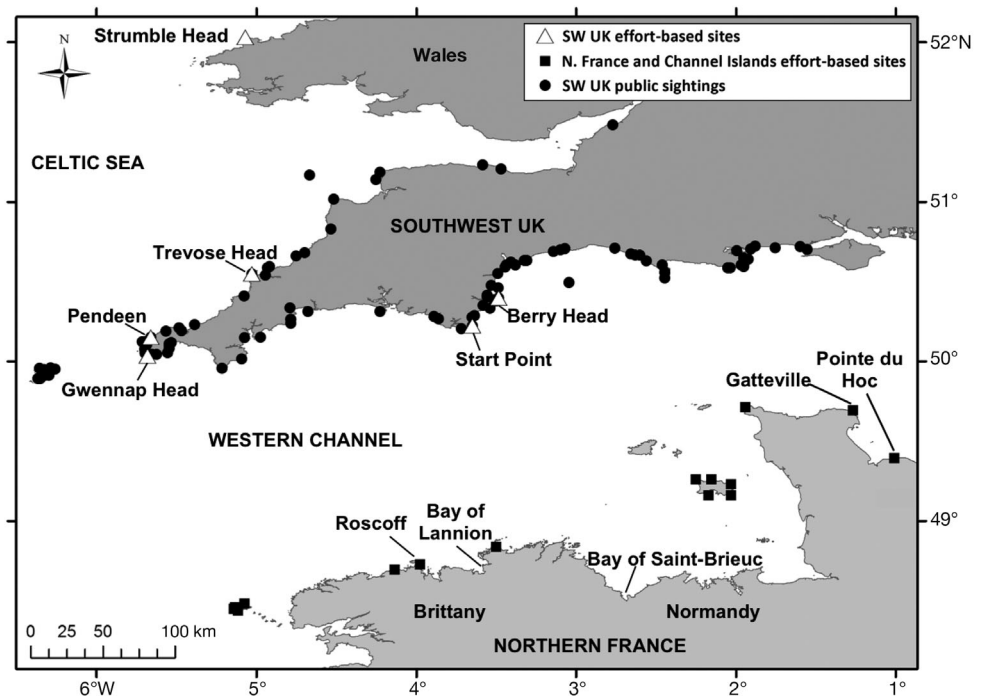 Strumble Head
N
Wales
SW UK effort-based sites
N. France and Channel Islands effort-based sites
SW UK public sightings
52°N
CELTIC SEA
51°
SOUTHWEST UK
Trevose Head
Pendeen
Berry Head
Start Point
Gwennap Head
50°
Pointe du
Hoc
Gatteville
WESTERN CHANNEL
Bay of
Lannion
Roscoff
49°
Bay of Saint-Brieuc
Brittany
Normandy
NORTHERN FRANCE
0 25 50 100 km
6°W 5° 4° 3° 2° 1°